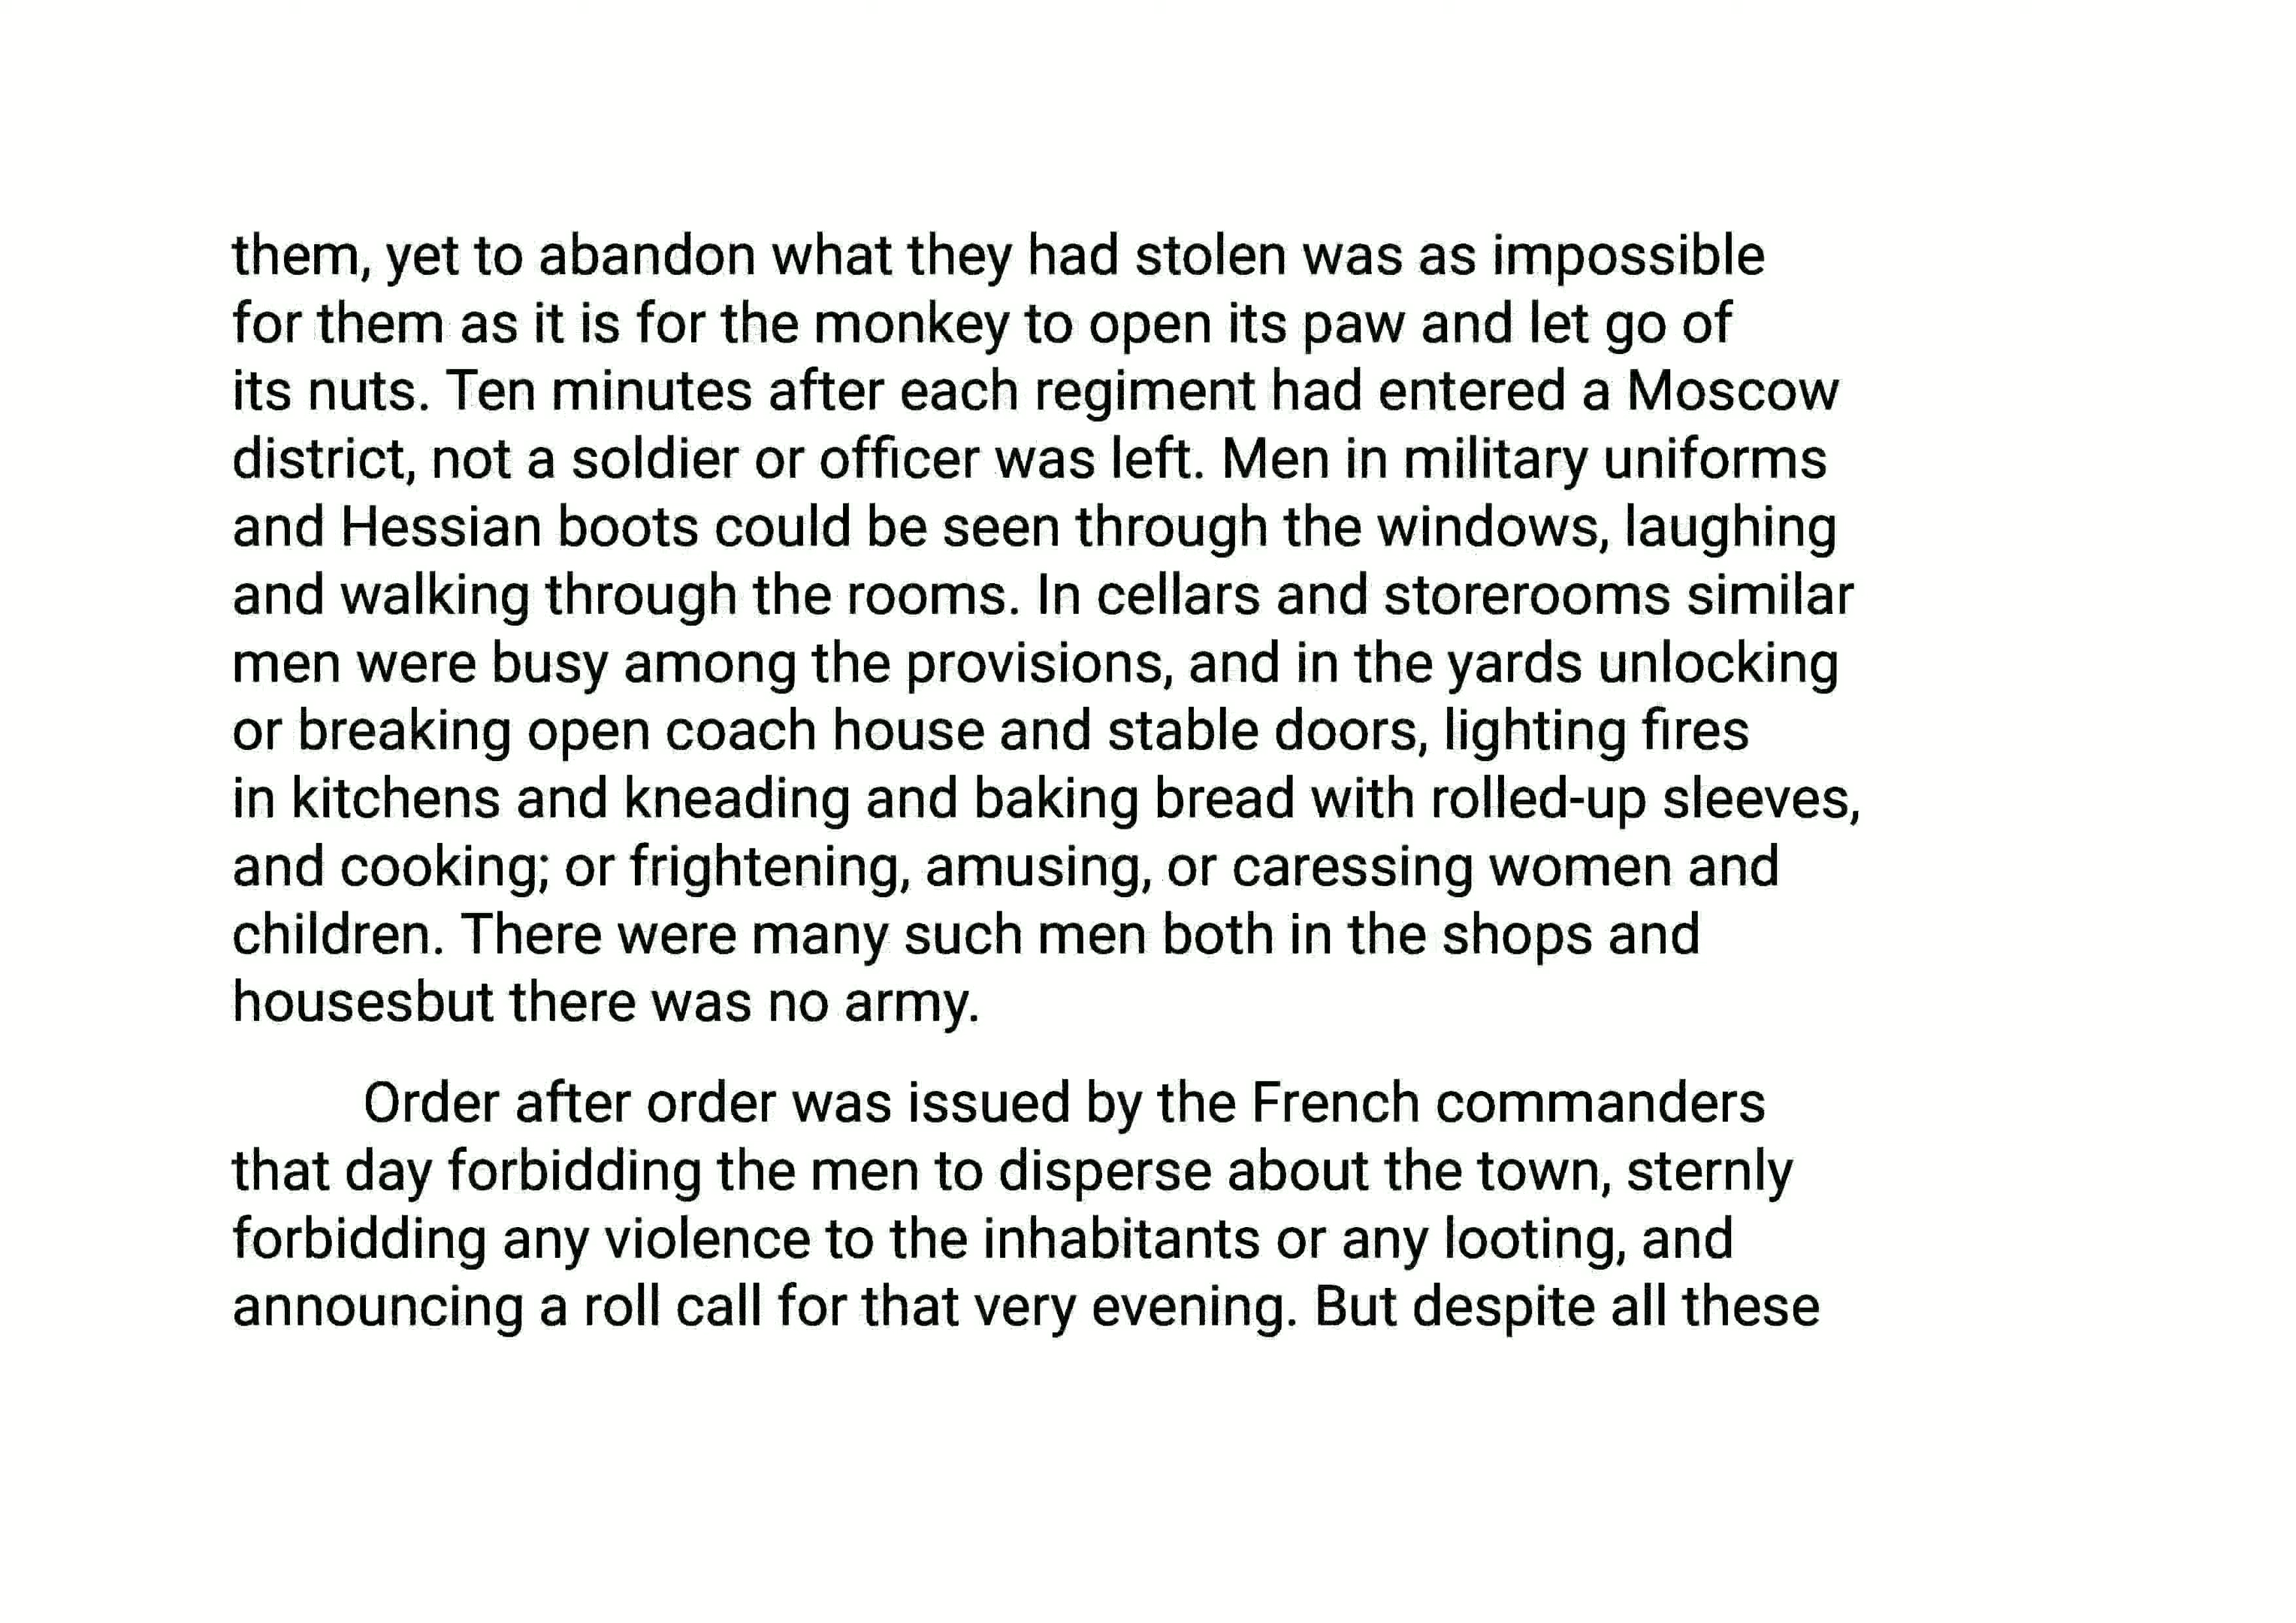 them, yet to abandon what they had stolen was as impossible
for them as it is for the monkey to open its paw and let go of
its nuts. Ten minutes after each regiment had entered a Moscow
district, not a soldier or officer was left. Men in military uniforms
and Hessian boots could be seen through the windows, laughing
and walking through the rooms. In cellars and storerooms similar
men were busy among the provisions, and in the yards unlocking
or breaking open coach house and stable doors, lighting fires
in kitchens and kneading and baking bread with rolled-up sleeves,
and cooking; or frightening, amusing, or caressing women and
children. There were many such men both in the shops and
housesbut there was no army.
Order after order was issued by the French commanders
that day forbidding the men to disperse about the town, sternly
forbidding any violence to the inhabitants or any looting, and
announcing a roll call for that very evening. But despite all these